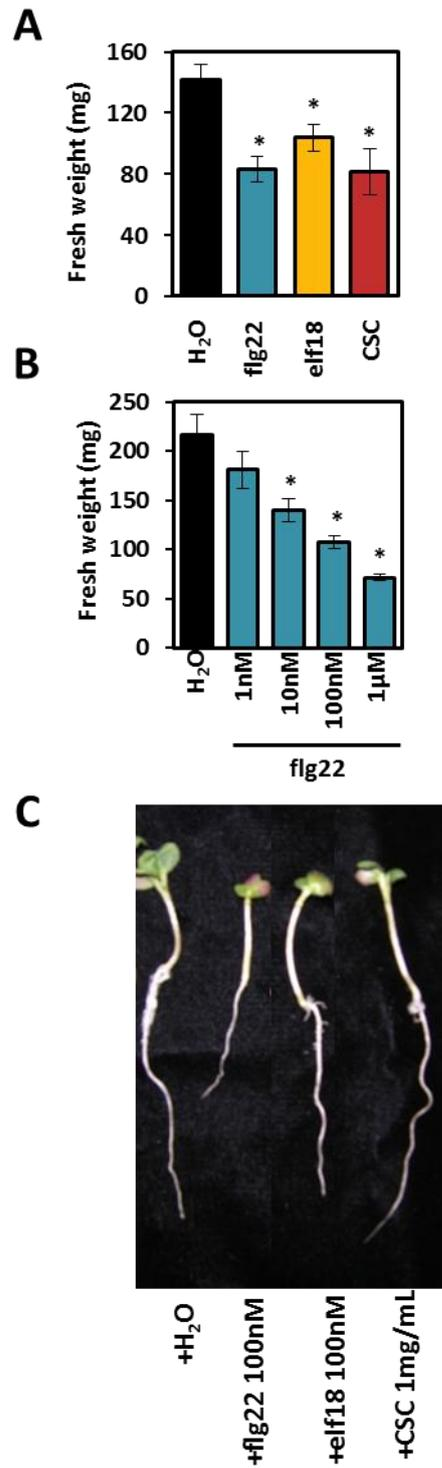 A
Fresh weight (mg)
160
120
80
40
0
*
*
*
H₂O
flg22
elf18
CSC
B
Fresh weight (mg)
250
200
150
100
50
0
*
*
*
H₂O
1nM
10nM
100nM
1µM
flg22
C
+H₂O
+flg22 100nM
+elf18 100nM
+CSC 1mg/mL